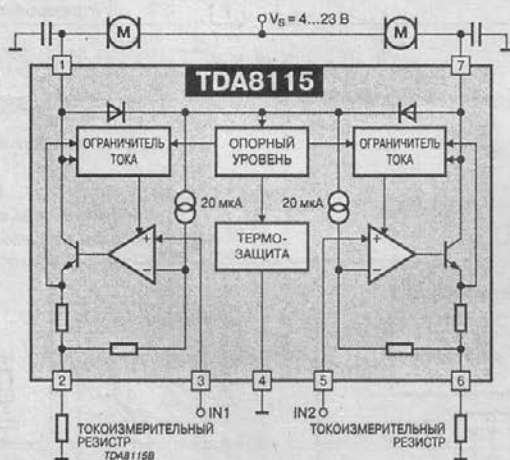 Vs = 4...23 В
M
M
1
7
TDA8115
ОГРАНИЧИТЕЛЬ
ТОКА
ОПОРНЫЙ
УРОВЕНЬ
ОГРАНИЧИТЕЛЬ
ТОКА
20 мкА
20 мкА
ТЕРМО-
ЗАЩИТА
+
–
+
–
2
3
4
5
6
IN1
IN2
ТОКОИЗМЕРИТЕЛЬНЫЙ
РЕЗИСТР
ТОКОИЗМЕРИТЕЛЬНЫЙ
РЕЗИСТР
TDA8115B